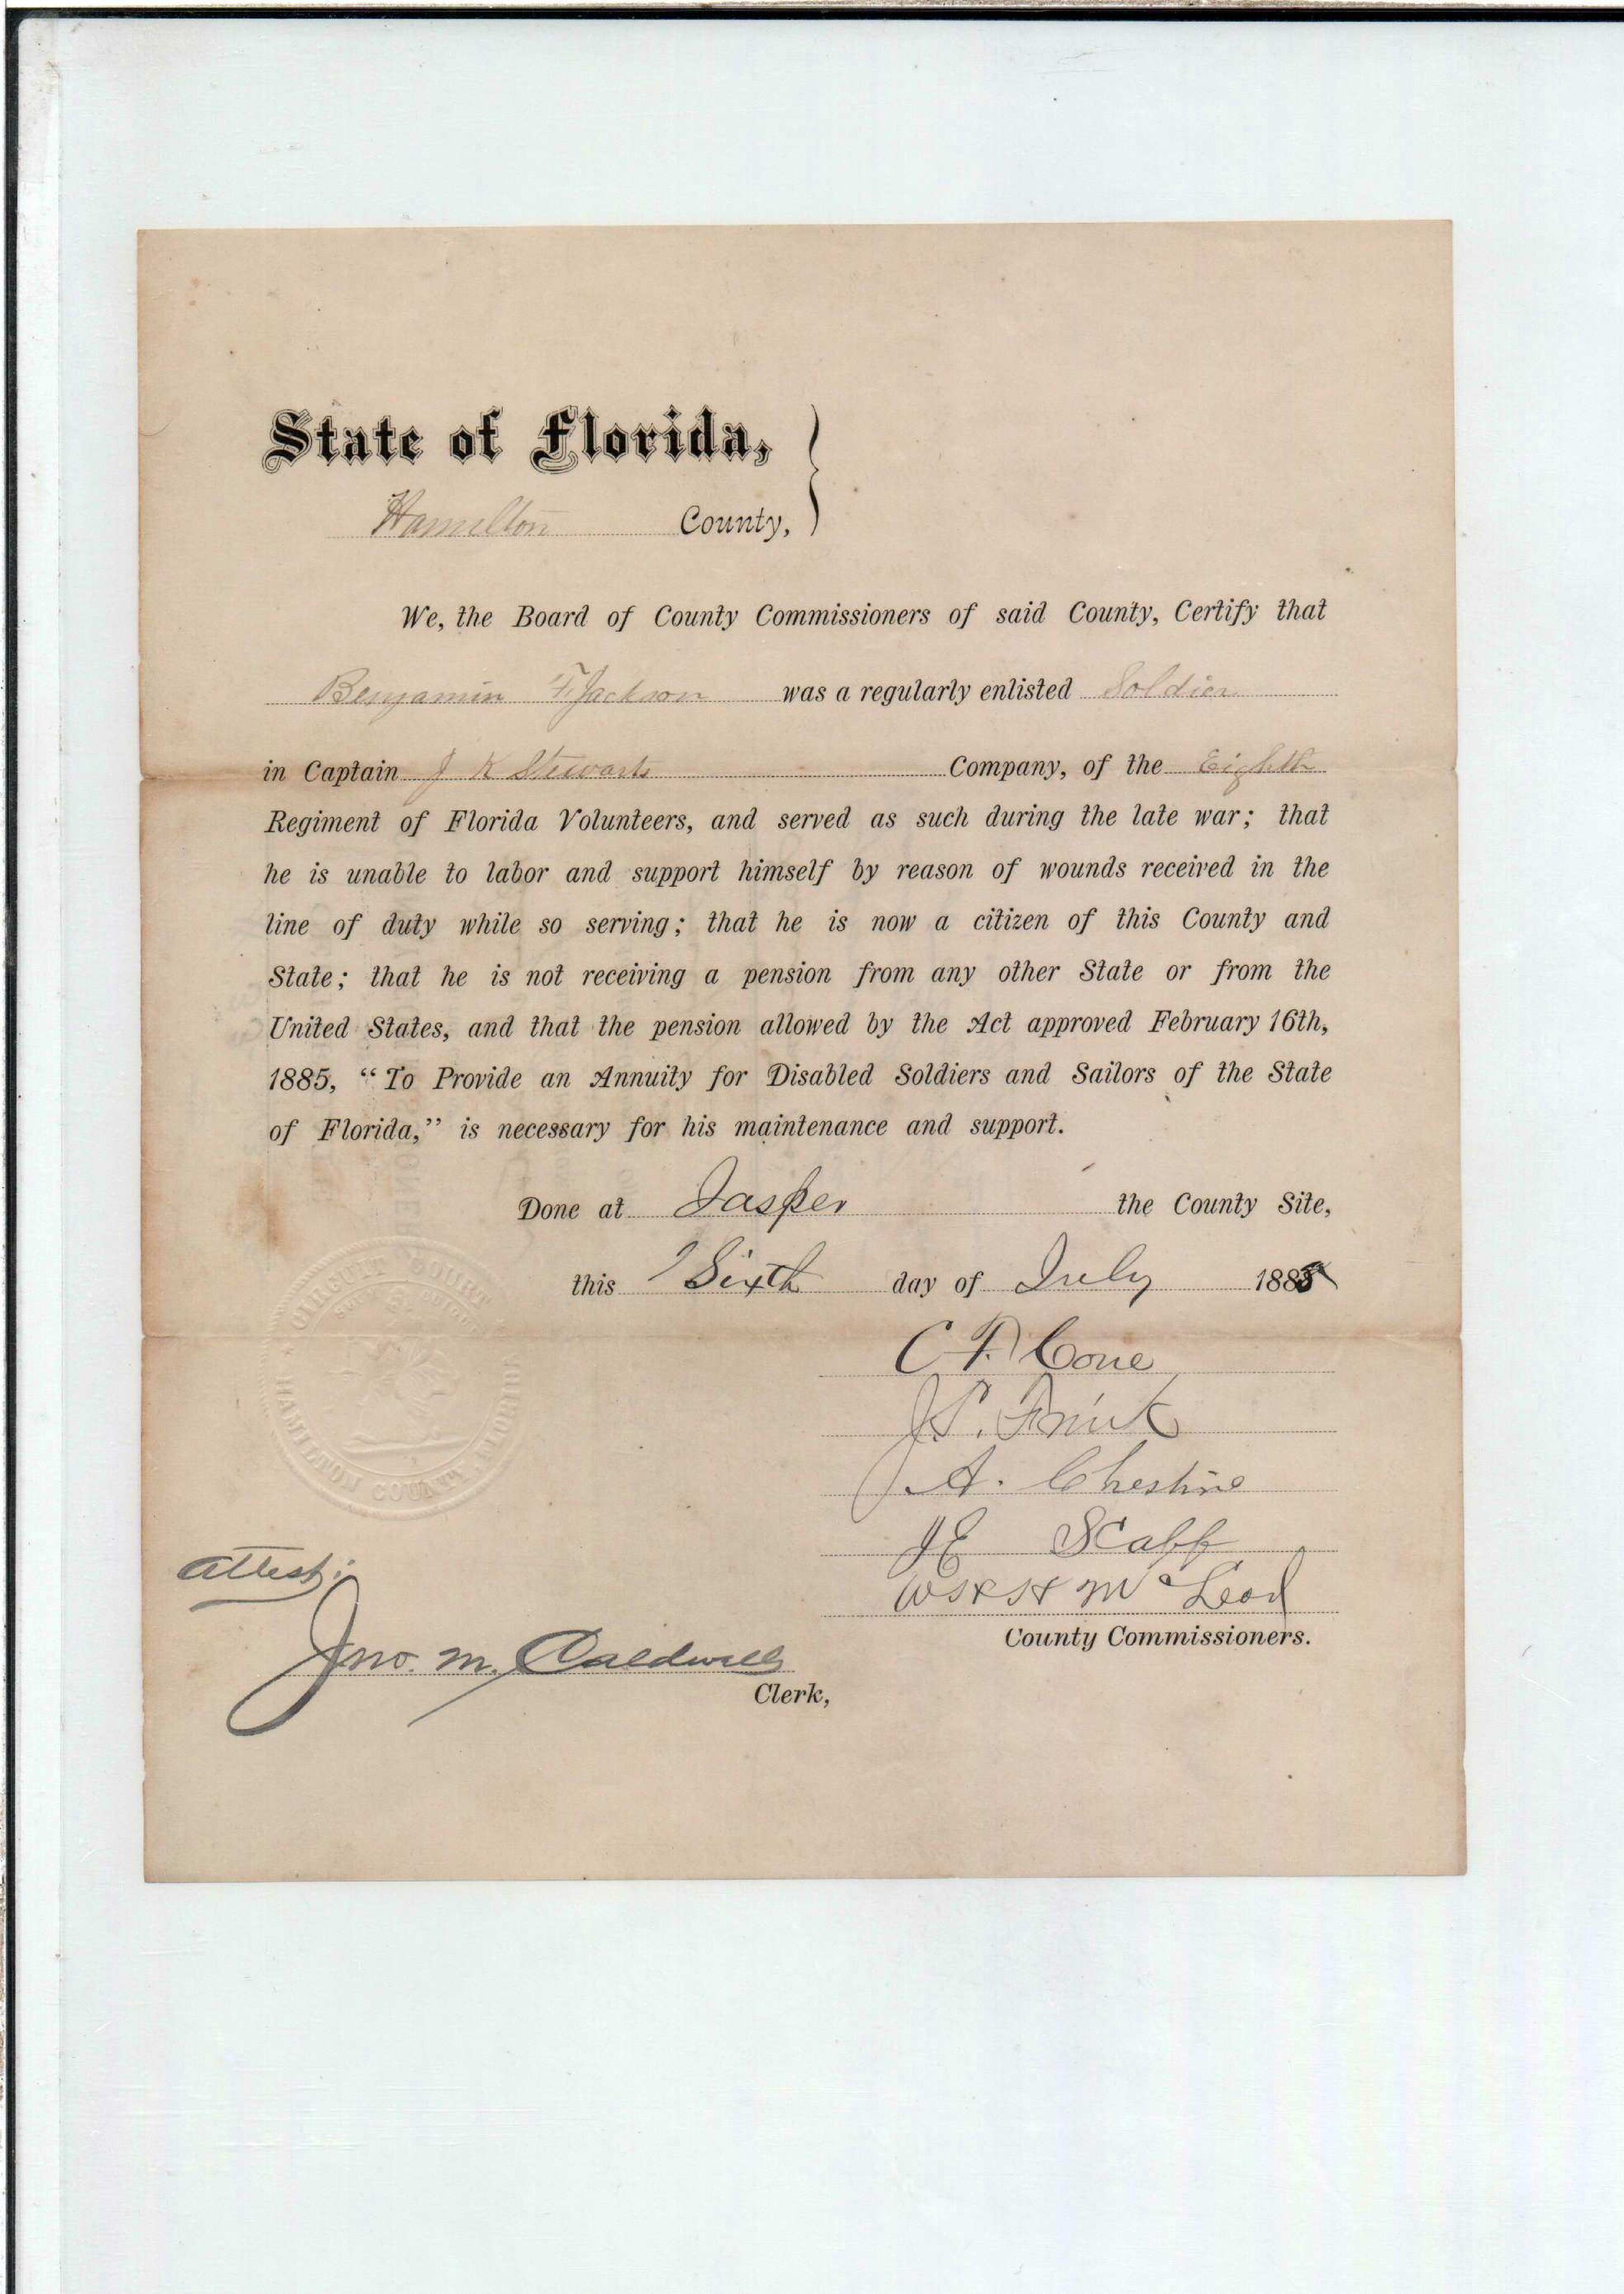 State of Florida,
Hamilton County,
We, the Board of County Commissioners of said County, Certify that
Benjamin F. Jackson was a regularly enlisted Soldier
in Captain J K Stewarts Company, of the Eighth
Regiment of Florida Volunteers, and served as such during the late war; that
he is unable to labor and support himself by reason of wounds received in the
line of duty while so serving; that he is now a citizen of this County and
State; that he is not receiving a pension from any other State or from the
United States, and that the pension allowed by the Act approved February 16th,
1885, “To Provide an Annuity for Disabled Soldiers and Sailors of the State
of Florida,” is necessary for his maintenance and support.
Done at Jasper the County Site,
this Sixth day of July 1885
CIRCUIT COURT
HAMILTON COUNTY, FLORIDA
C F. Cone
J.
J A. Cheshire
J E Scaff
McLeod
County Commissioners.
attest:
Jno. M. Caldwell
Clerk,